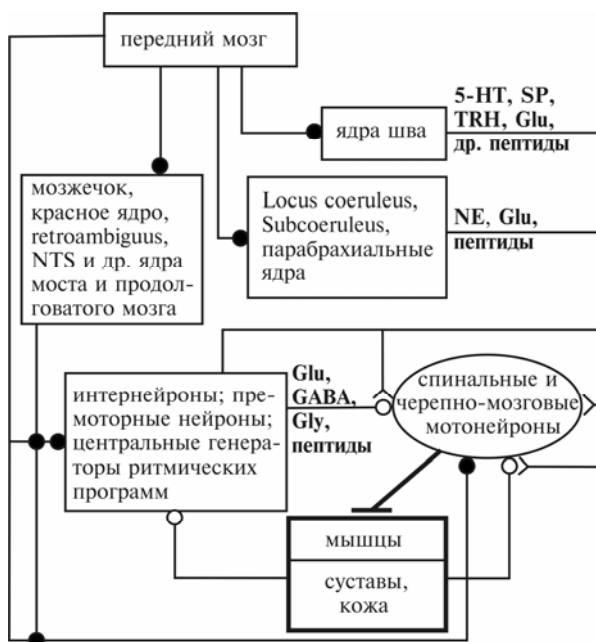 передний мозг
ядра шва
5-HT, SP,
TRH, Glu,
др. пептиды
мозжечок,
красное ядро,
retroambiguus,
NTS и др. ядра
моста и продол-
говатого мозга
Locus coeruleus,
Subcoeruleus,
парабрахиальные
ядра
NE, Glu,
пептиды
интернейроны; пре-
моторные нейроны;
центральные генера-
торы ритмических
программ
Glu,
GABA,
Gly,
пептиды
спинальные и
черепно-мозговые
мотонейроны
мышцы
суставы,
кожа